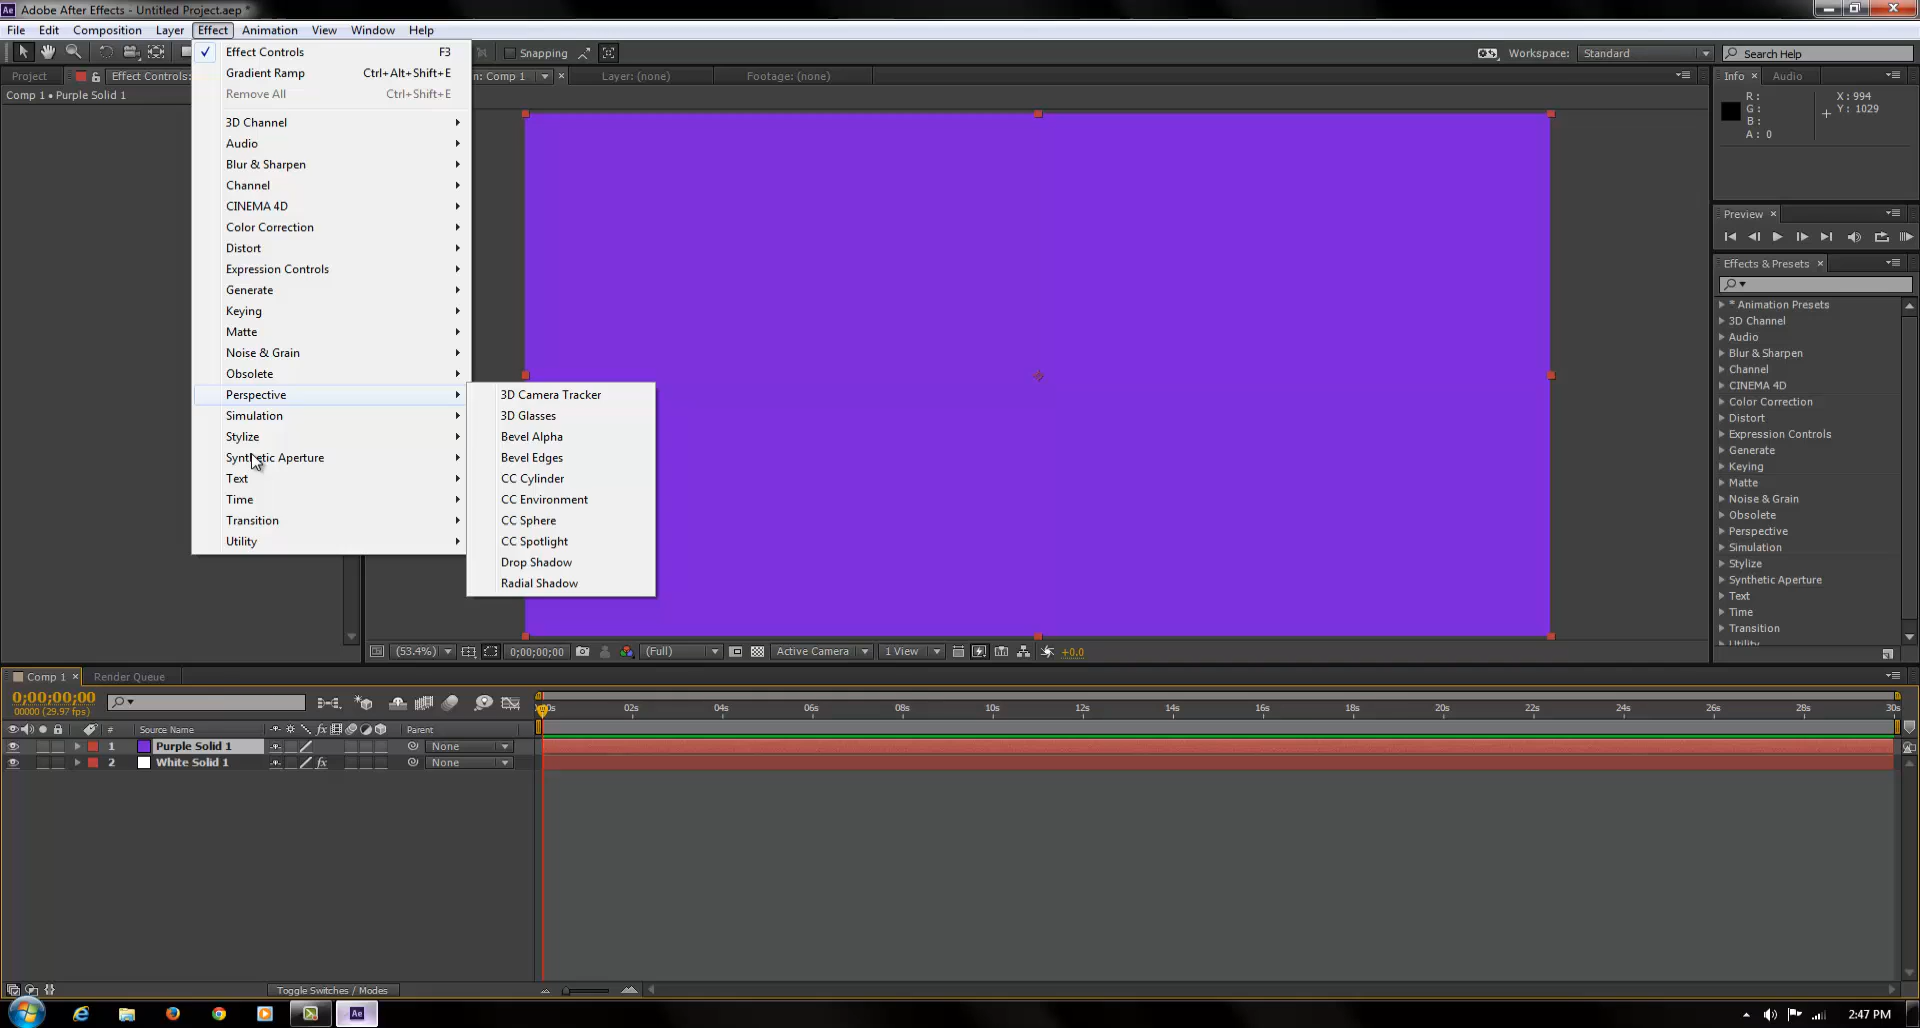 Adobe After Effects - Untitled Project.aep *
File Edit Composition Layer Effect Animation View Window Help
Snapping
Workspace: Standard
Search Help
Project
Effect Controls:
Comp 1 • Purple Solid 1
n: Comp 1
Layer: (none)
Footage: (none)
Effect Controls F3
Gradient Ramp Ctrl+Alt+Shift+E
Remove All Ctrl+Shift+E
3D Channel
Audio
Blur & Sharpen
Channel
CINEMA 4D
Color Correction
Distort
Expression Controls
Generate
Keying
Matte
Noise & Grain
Obsolete
Perspective
Simulation
Stylize
Synthetic Aperture
Text
Time
Transition
Utility
3D Camera Tracker
3D Glasses
Bevel Alpha
Bevel Edges
CC Cylinder
CC Environment
CC Sphere
CC Spotlight
Drop Shadow
Radial Shadow
Info Audio
R :
G :
B :
A : 0
X : 994
Y : 1029
Preview
Effects & Presets
* Animation Presets
3D Channel
Audio
Blur & Sharpen
Channel
CINEMA 4D
Color Correction
Distort
Expression Controls
Generate
Keying
Matte
Noise & Grain
Obsolete
Perspective
Simulation
Stylize
Synthetic Aperture
Text
Time
Transition
Utility
(53.4%) 0;00;00;00 (Full) Active Camera 1 View +0.0
Comp 1 Render Queue
0;00;00;00
00000 (29.97 fps)
02s 04s 06s 08s 10s 12s 14s 16s 18s 20s 22s 24s 26s 28s 30s
# Source Name fx Parent
1 Purple Solid 1 None
2 White Solid 1 fx None
Toggle Switches / Modes
Ae
2:47 PM